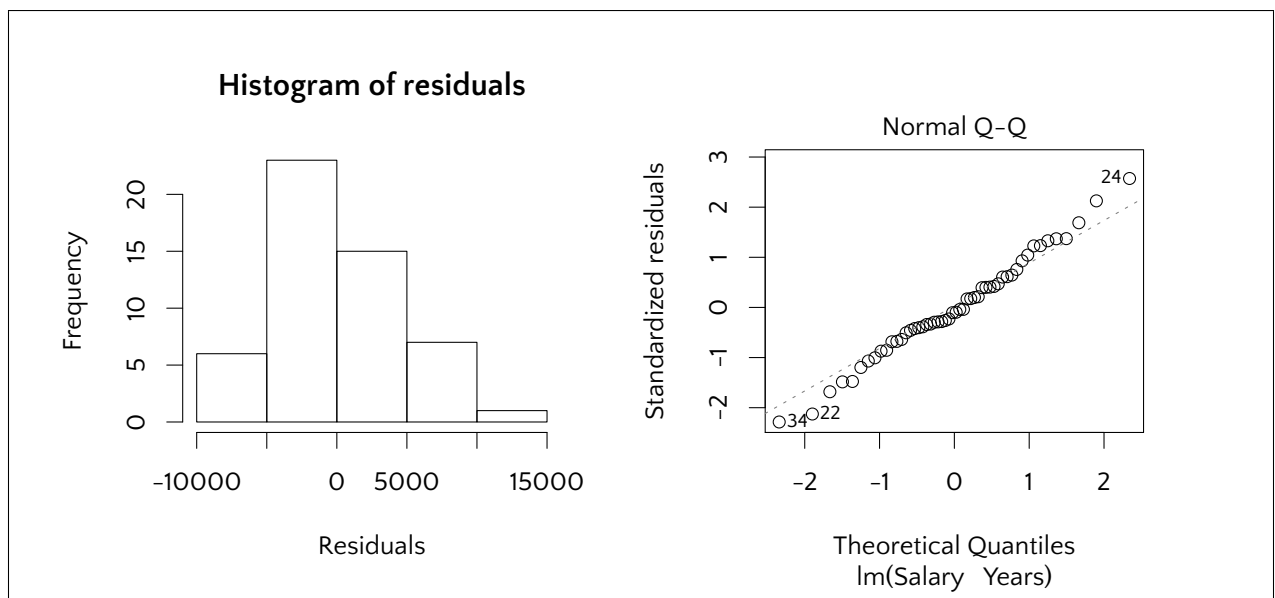 Histogram of residuals
Frequency
20
15
10
5
0
−10000 0 5000 15000
Residuals
Normal Q−Q
Standardized residuals
3
2
1
0
−1
−2
24
34 22
−2 −1 0 1 2
Theoretical Quantiles
lm(Salary Years)